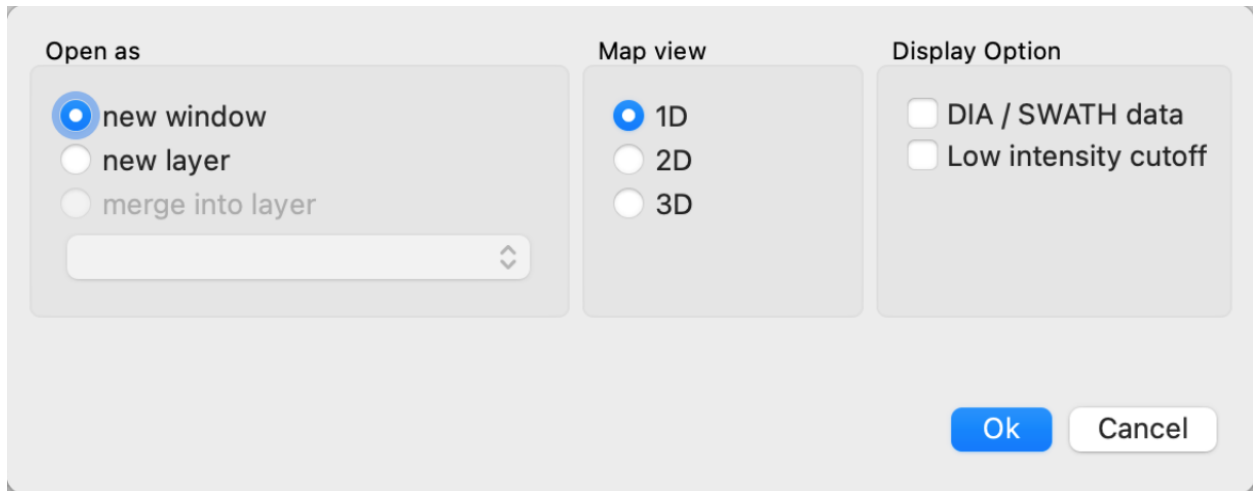 Open as
new window
new layer
merge into layer
Map view
1D
2D
3D
Display Option
DIA / SWATH data
Low intensity cutoff
Ok
Cancel